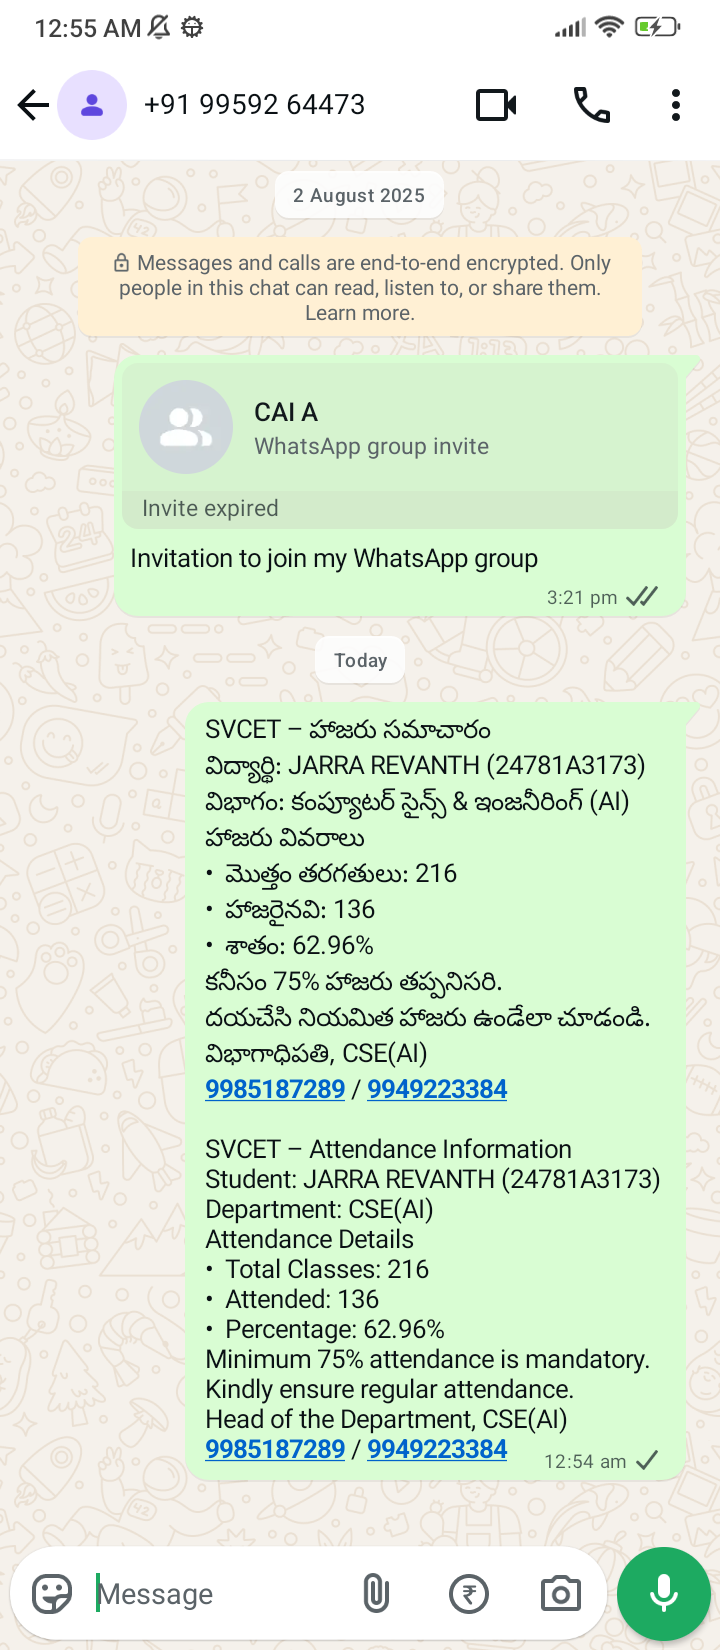 12:55 AM
+91 99592 64473
2 August 2025
Messages and calls are end-to-end encrypted. Only
people in this chat can read, listen to, or share them.
Learn more.
CAI A
WhatsApp group invite
Invite expired
Invitation to join my WhatsApp group
3:21 pm
Today
SVCET – హాజరు సమాచారం
విద్యార్థి: JARRA REVANTH (24781A3173)
విభాగం: కంప్యూటర్ సైన్స్ & ఇంజనీరింగ్ (AI)
హాజరు వివరాలు
• మొత్తం తరగతులు: 216
• హాజరైనవి: 136
• శాతం: 62.96%
కనీసం 75% హాజరు తప్పనిసరి.
దయచేసి నియమిత హాజరు ఉండేలా చూడండి.
విభాగాధిపతి, CSE(AI)
9985187289 / 9949223384
SVCET – Attendance Information
Student: JARRA REVANTH (24781A3173)
Department: CSE(AI)
Attendance Details
• Total Classes: 216
• Attended: 136
• Percentage: 62.96%
Minimum 75% attendance is mandatory.
Kindly ensure regular attendance.
Head of the Department, CSE(AI)
9985187289 / 9949223384
12:54 am
Message